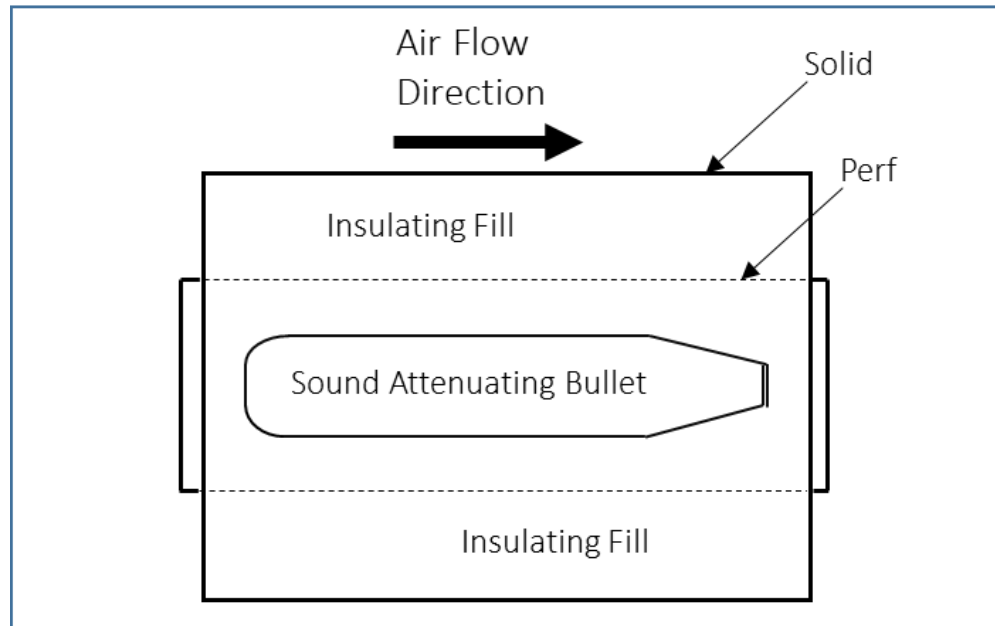 Air Flow
Direction
Solid
Perf
Insulating Fill
Sound Attenuating Bullet
Insulating Fill